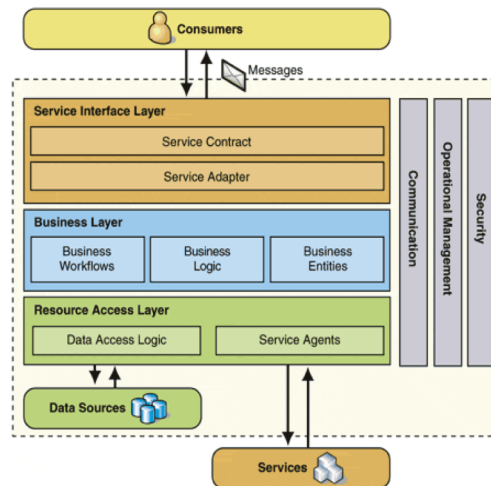 Consumers
Messages
Service Interface Layer
Service Contract
Service Adapter
Business Layer
Business
Workflows
Business
Logic
Business
Entities
Resource Access Layer
Data Access Logic
Service Agents
Data Sources
Services
Communication
Operational Management
Security